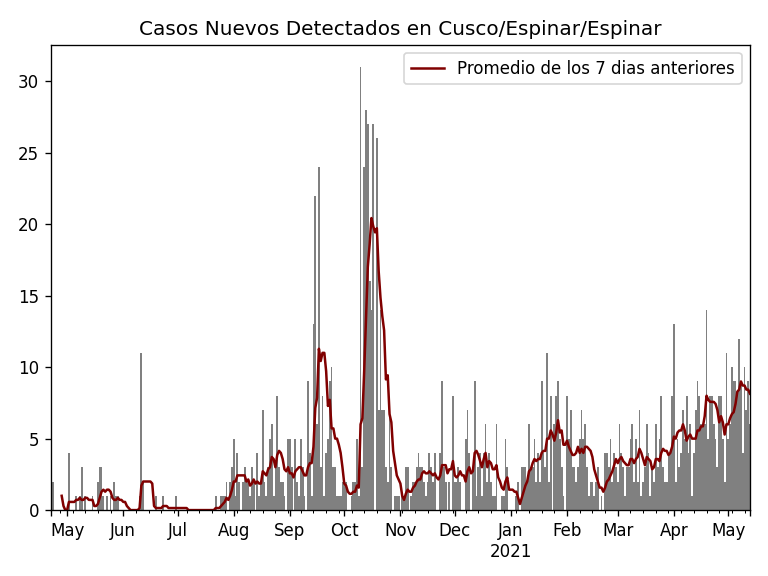 Casos Nuevos Detectados en Cusco/Espinar/Espinar
Promedio de los 7 dias anteriores
30
25
20
15
10
5
0
May Jun Jul Aug Sep Oct Nov Dec Jan Feb Mar Apr May
2021